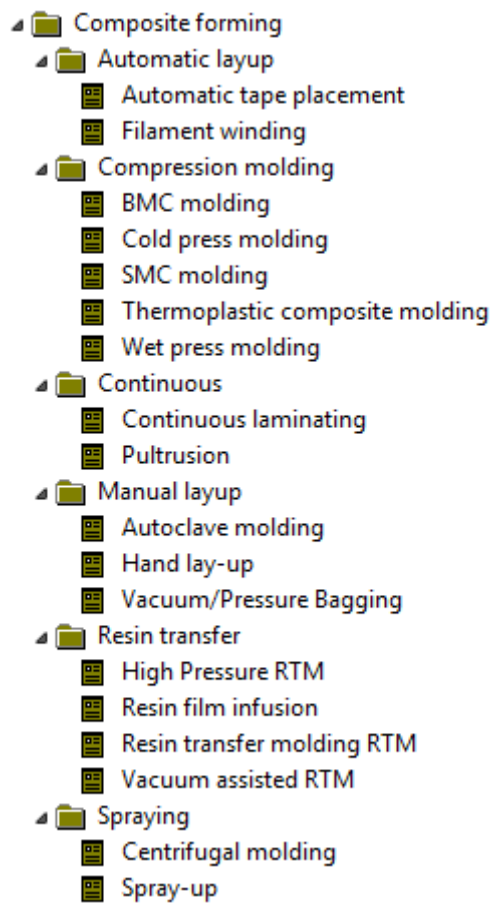 Composite forming
Automatic layup
Automatic tape placement
Filament winding
Compression molding
BMC molding
Cold press molding
SMC molding
Thermoplastic composite molding
Wet press molding
Continuous
Continuous laminating
Pultrusion
Manual layup
Autoclave molding
Hand lay-up
Vacuum/Pressure Bagging
Resin transfer
High Pressure RTM
Resin film infusion
Resin transfer molding RTM
Vacuum assisted RTM
Spraying
Centrifugal molding
Spray-up